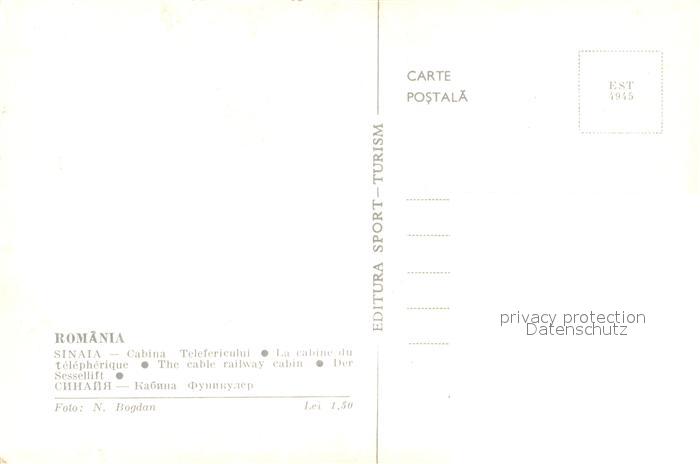 CARTE
POȘTALĂ
EST
4945
EDITURA SPORT—TURISM
privacy protection
Datenschutz
ROMÂNIA
SINAIA — Cabina Telefericului ● La cabine du
téléphérique ● The cable railway cabin ● Der
Sessellift ●
СИНАЙЯ — Кабина Фуникулер
Foto: N. Bogdan Lei 1,50